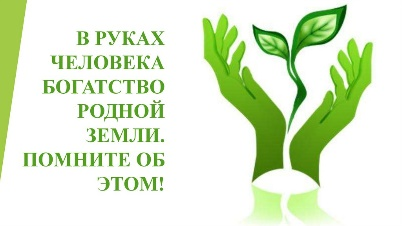 В РУКАХ
ЧЕЛОВЕКА
БОГАТСТВО
РОДНОЙ
ЗЕМЛИ.
ПОМНИТЕ ОБ
ЭТОМ!